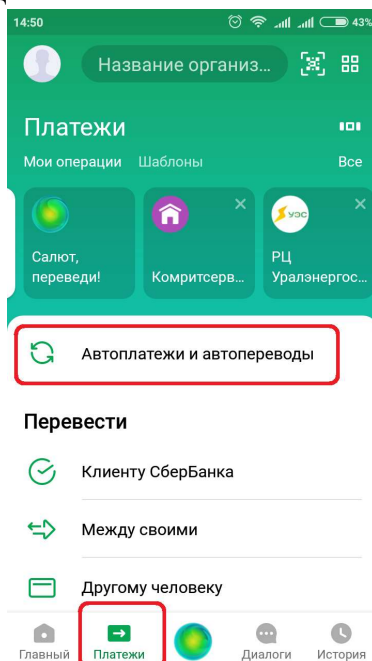 14:50
43%
Название организ...
Платежи
Мои операции Шаблоны Все
Салют,
переведи!
Комритсерв...
УЭС
РЦ
Уралэнергос...
Автоплатежи и автопереводы
Перевести
Клиенту СберБанка
Между своими
Другому человеку
Главный Платежи Диалоги История